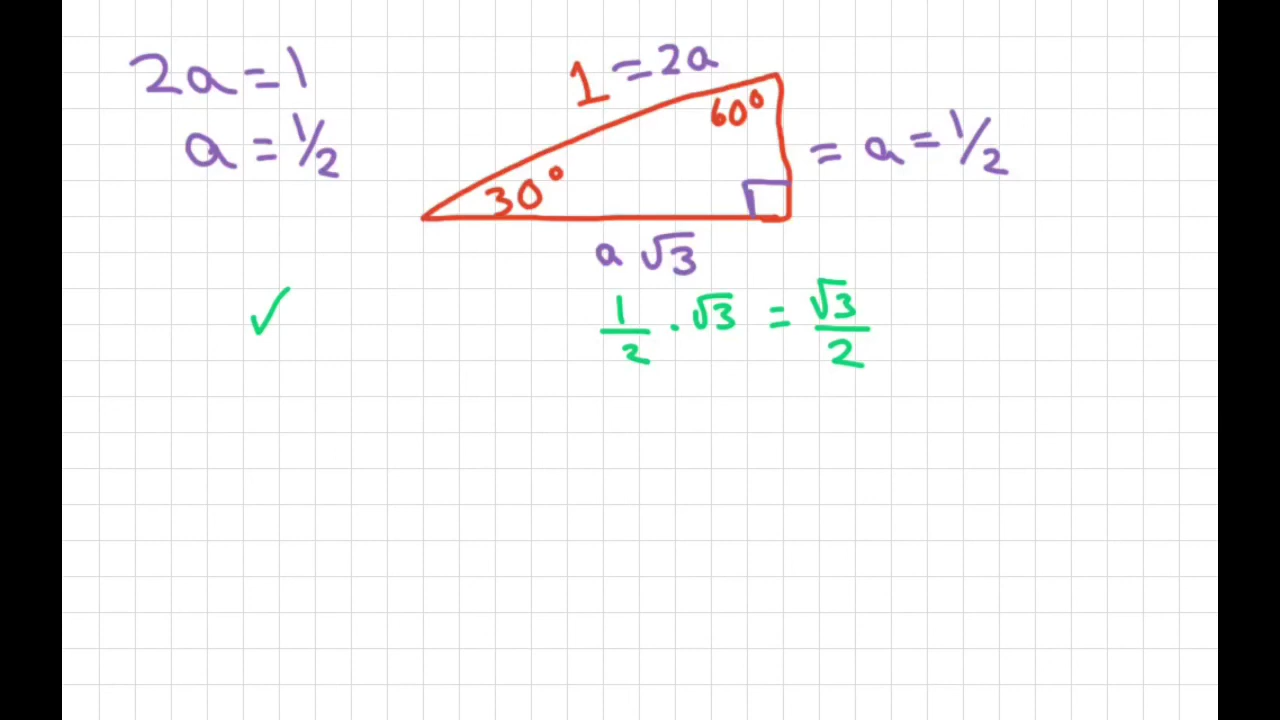 2a = 1
a = 1/2
1 = 2a
60°
30°
= a = 1/2
a √3
1/2 · √3 = √3/2
✓